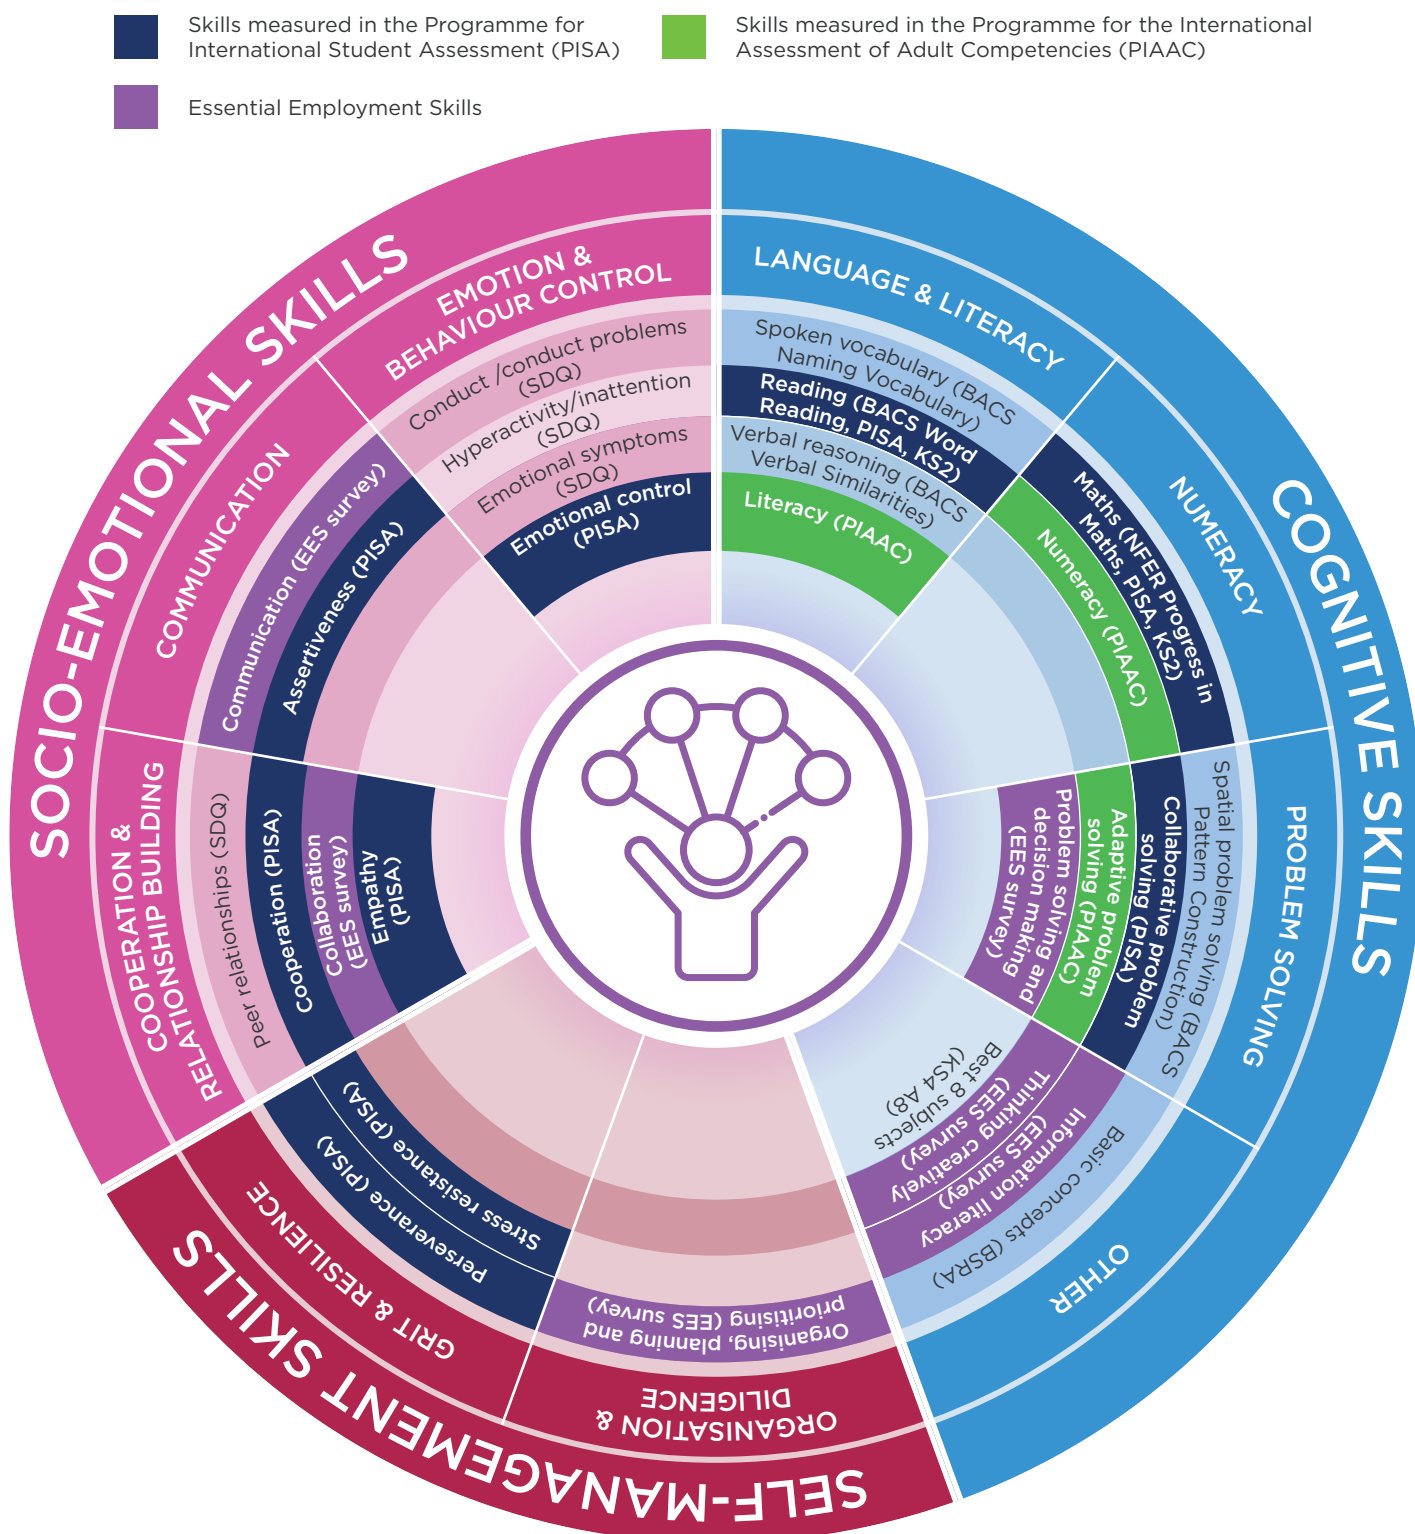 Skills measured in the Programme for
International Student Assessment (PISA)
Skills measured in the Programme for the International
Assessment of Adult Competencies (PIAAC)
Essential Employment Skills
SOCIO-EMOTIONAL SKILLS
EMOTION &
BEHAVIOUR CONTROL
Conduct /conduct problems
(SDQ)
Hyperactivity/inattention
(SDQ)
Emotional symptoms
(SDQ)
Emotional control
(PISA)
COMMUNICATION
Communication (EES survey)
Assertiveness (PISA)
COOPERATION &
RELATIONSHIP BUILDING
Peer relationships (SDQ)
Cooperation (PISA)
Collaboration
(EES survey)
Empathy
(PISA)
COGNITIVE SKILLS
LANGUAGE & LITERACY
Spoken vocabulary (BACS
Naming Vocabulary)
Reading (BACS Word
Reading, PISA, KS2)
Verbal reasoning (BACS
Verbal Similarities)
Literacy (PIAAC)
NUMERACY
Maths (NFER Progress in
Maths, PISA, KS2)
Numeracy (PIAAC)
PROBLEM SOLVING
Spatial problem solving (BACS
Pattern Construction)
Collaborative problem
solving (PISA)
Adaptive problem
solving (PIAAC)
Problem solving and
decision making
(EES survey)
OTHER
Basic concepts (BSRA)
Information literacy
(EES survey)
Thinking creatively
(EES survey)
Best 8 subjects
(KS4 A8)
SELF-MANAGEMENT SKILLS
ORGANISATION &
DILIGENCE
Organising, planning and
prioritising (EES survey)
GRIT & RESILIENCE
Perseverance (PISA)
Stress resistance (PISA)